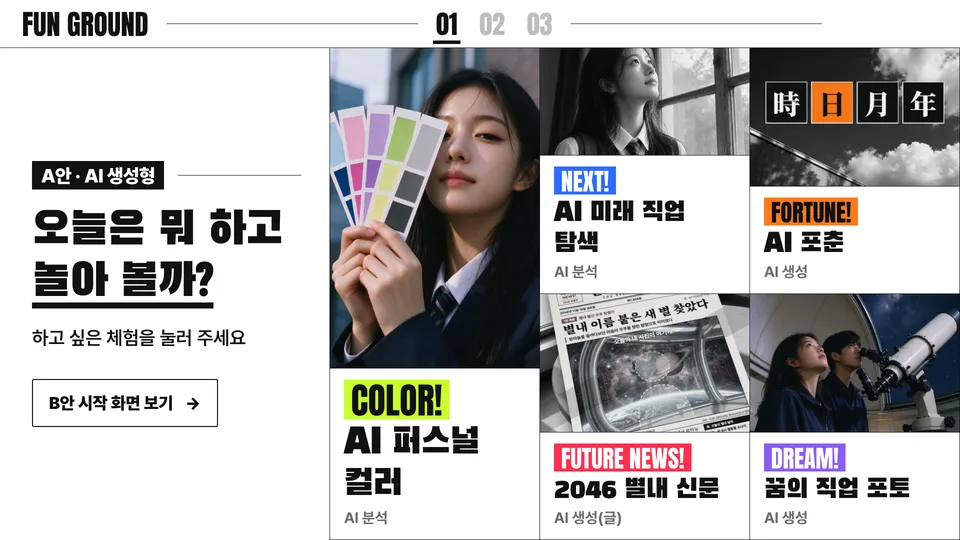 FUN GROUND
01 02 03
A안 · AI 생성형
오늘은 뭐 하고
놀아 볼까?
하고 싶은 체험을 눌러 주세요
B안 시작 화면 보기 →
COLOR!
AI 퍼스널
컬러
AI 분석
NEXT!
AI 미래 직업
탐색
AI 분석
時日月年
FORTUNE!
AI 포춘
AI 생성
별내 이름 붙은 새 별 찾았다
FUTURE NEWS!
2046 별내 신문
AI 생성(글)
DREAM!
꿈의 직업 포토
AI 생성